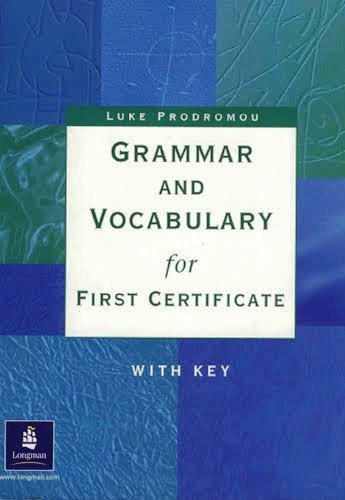 LUKE PRODROMOU
GRAMMAR
AND
VOCABULARY
for
FIRST CERTIFICATE
WITH KEY
Longman
www.longman.com